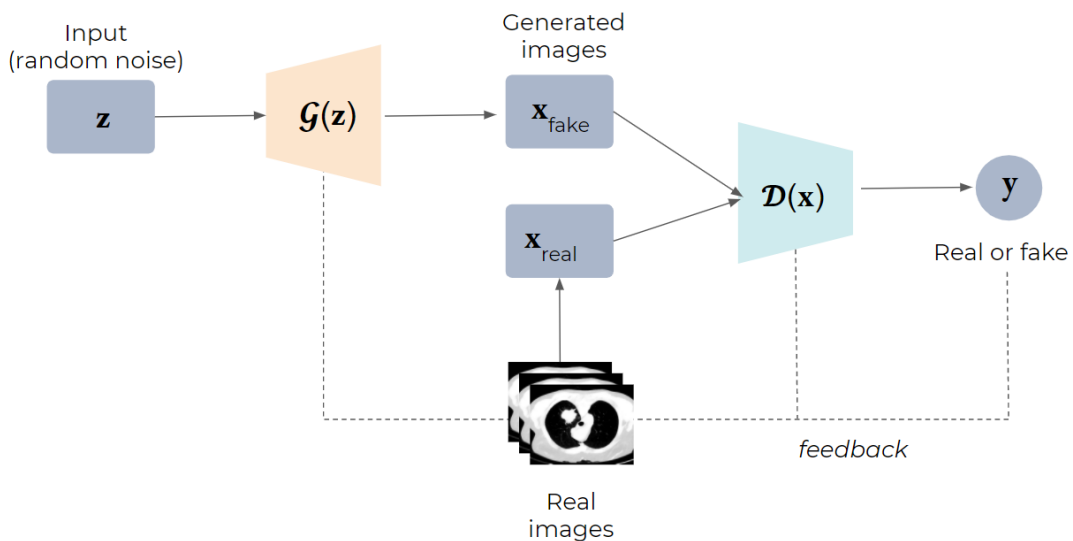 Input
(random noise)
z
𝓖(z)
Generated
images
x_fake
x_real
𝓓(x)
y
Real or fake
feedback
Real
images